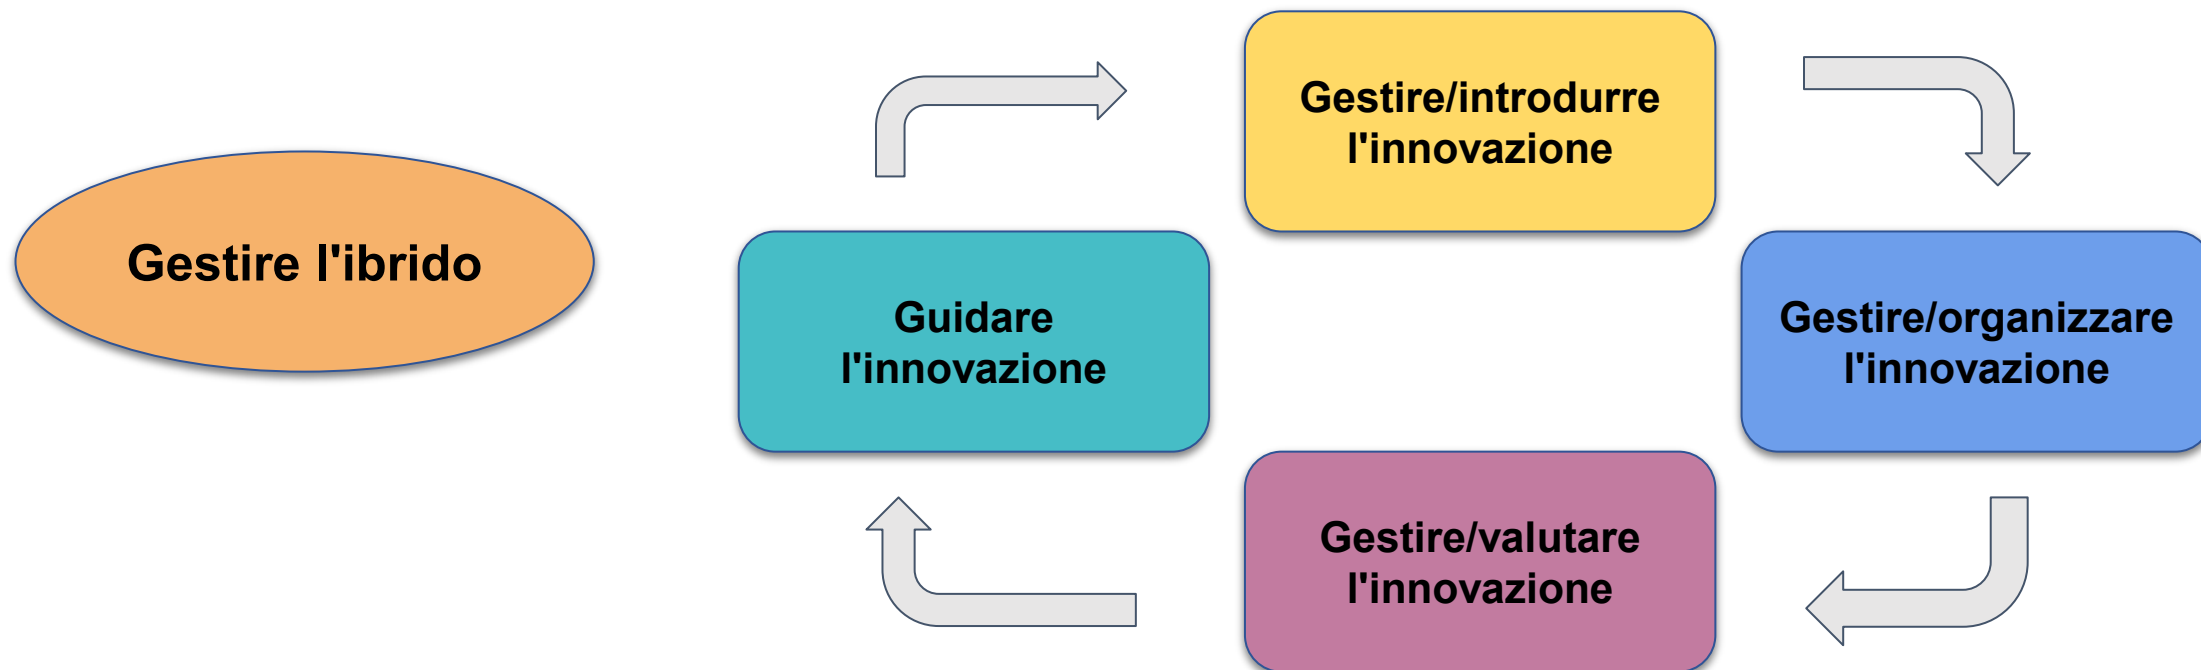 Gestire l'ibrido
Gestire/introdurre
l'innovazione
Guidare
l'innovazione
Gestire/organizzare
l'innovazione
Gestire/valutare
l'innovazione